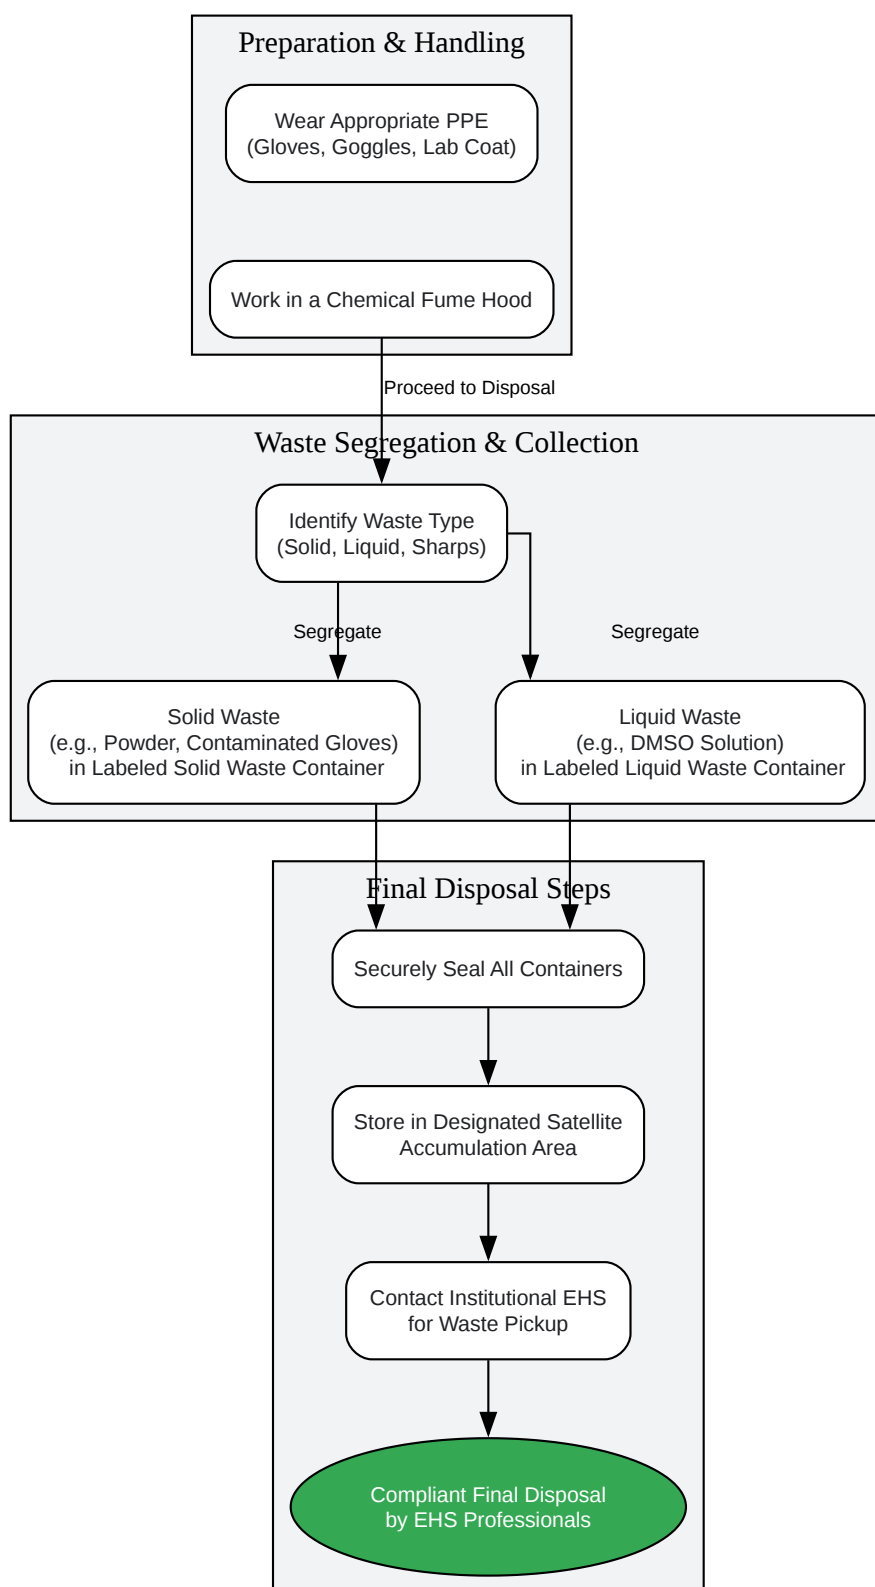 Preparation & Handling
Wear Appropriate PPE
(Gloves, Goggles, Lab Coat)
Work in a Chemical Fume Hood
Proceed to Disposal
Waste Segregation & Collection
Identify Waste Type
(Solid, Liquid, Sharps)
Segregate
Segregate
Solid Waste
(e.g., Powder, Contaminated Gloves)
in Labeled Solid Waste Container
Liquid Waste
(e.g., DMSO Solution)
in Labeled Liquid Waste Container
Final Disposal Steps
Securely Seal All Containers
Store in Designated Satellite
Accumulation Area
Contact Institutional EHS
for Waste Pickup
Compliant Final Disposal
by EHS Professionals